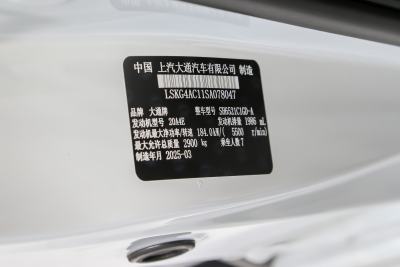 中国 上汽大通汽车有限公司 制造
LSKG4AC11SA078047
品牌 大通牌 整车型号 SH6521C1GD-A
发动机型号 20A4E 发动机排量 1986 mL
发动机最大净功率/转速 184.0kW/( 5500 r/min)
最大允许总质量 2900 kg 乘坐人数 7
制造年月 2025-03